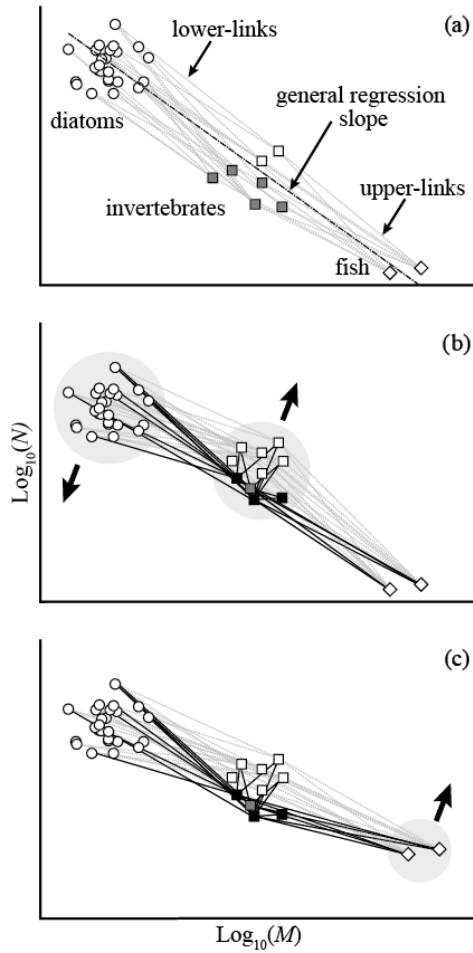 (a)
lower-links
general regression
slope
diatoms
upper-links
invertebrates
fish
(b)
Log10(N)
(c)
Log10(M)